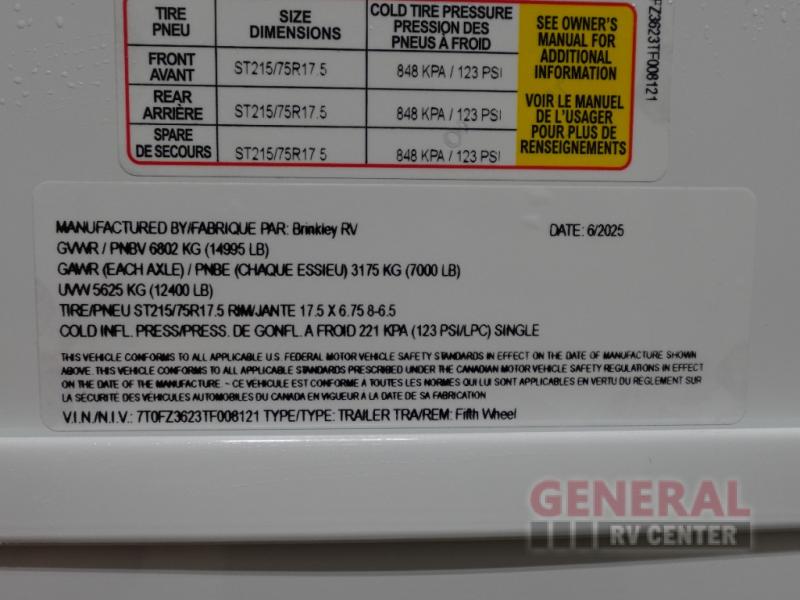 TIRE PNEU SIZE DIMENSIONS COLD TIRE PRESSURE PRESSION DES PNEUS À FROID
FRONT AVANT ST215/75R17.5 848 KPA / 123 PSI
REAR ARRIÈRE ST215/75R17.5 848 KPA / 123 PSI
SPARE DE SECOURS ST215/75R17.5 848 KPA / 123 PSI
SEE OWNER'S
MANUAL FOR
ADDITIONAL
INFORMATION
VOIR LE MANUEL
DE L'USAGER
POUR PLUS DE
RENSEIGNEMENTS
MANUFACTURED BY/FABRIQUE PAR: Brinkley RV DATE: 6/2025
GVWR / PNBV 6802 KG (14995 LB)
GAWR (EACH AXLE) / PNBE (CHAQUE ESSIEU) 3175 KG (7000 LB)
UVW 5625 KG (12400 LB)
TIRE/PNEU ST215/75R17.5 RIM/JANTE 17.5 X 6.75 8-6.5
COLD INFL. PRESS/PRESS. DE GONFL. A FROID 221 KPA (123 PSI/LPC) SINGLE
THIS VEHICLE CONFORMS TO ALL APPLICABLE U.S. FEDERAL MOTOR VEHICLE SAFETY STANDARDS IN EFFECT ON THE DATE OF MANUFACTURE SHOWN
ABOVE. THIS VEHICLE CONFORMS TO ALL APPLICABLE STANDARDS PRESCRIBED UNDER THE CANADIAN MOTOR VEHICLE SAFETY REGULATIONS IN EFFECT
ON THE DATE OF MANUFACTURE. - CE VEHICULE EST CONFORME A TOUTES LES NORMES QUI LUI SONT APPLICABLES EN VERTU DU REGLEMENT SUR
LA SECURITE DES VEHICULES AUTOMOBILES DU CANADA EN VIGUEUR A LA DATE DE SA FABRICATION
V.I.N./N.I.V.: 7T0FZ3623TF008121 TYPE/TYPE: TRAILER TRA/REM: Fifth Wheel
GENERAL
RV CENTER